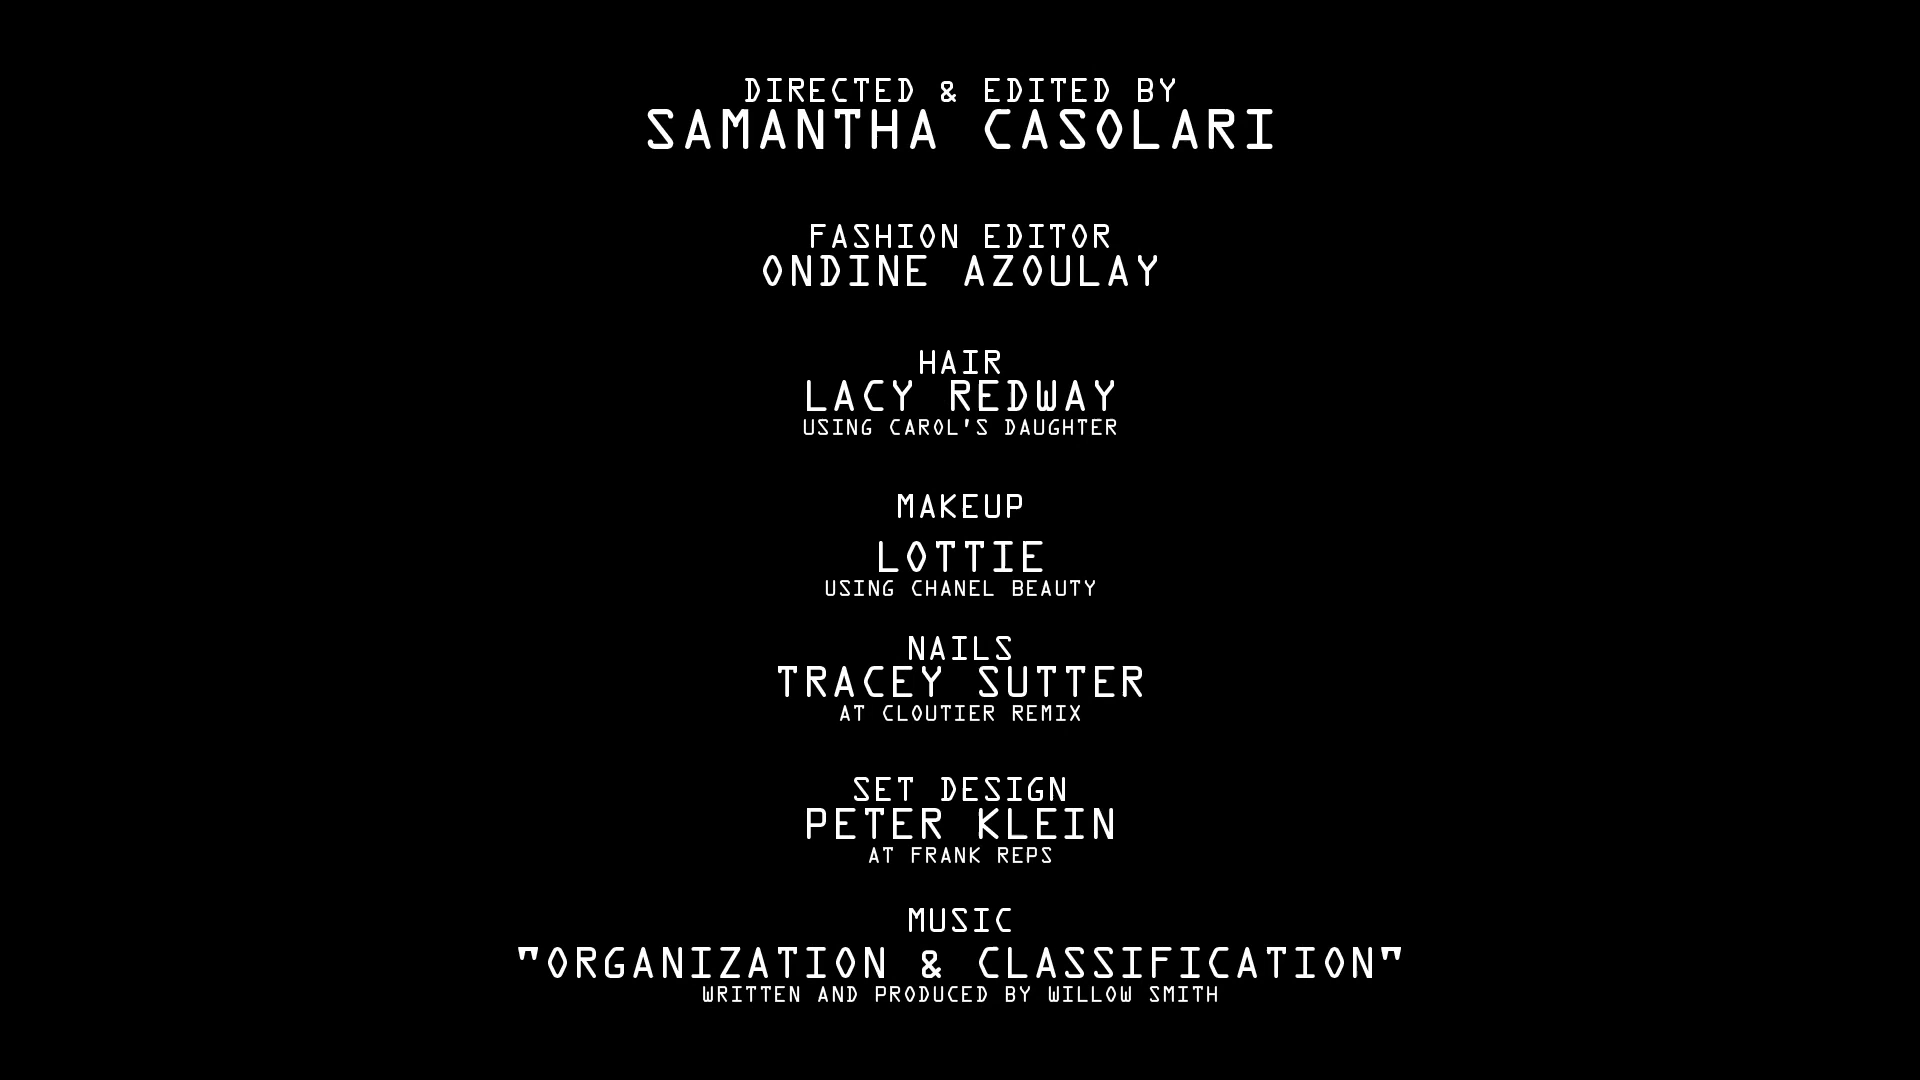 DIRECTED & EDITED BY
SAMANTHA CASOLARI
FASHION EDITOR
ONDINE AZOULAY
HAIR
LACY REDWAY
USING CAROL'S DAUGHTER
MAKEUP
LOTTIE
USING CHANEL BEAUTY
NAILS
TRACEY SUTTER
AT CLOUTIER REMIX
SET DESIGN
PETER KLEIN
AT FRANK REPS
MUSIC
"ORGANIZATION & CLASSIFICATION"
WRITTEN AND PRODUCED BY WILLOW SMITH